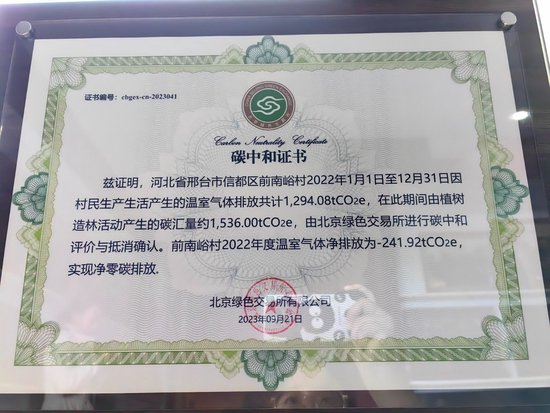 证书编号：cbgex-cn-2023041
Carbon Neutrality Certificate
碳中和证书
兹证明，河北省邢台市信都区前南峪村2022年1月1日至12月31日因
村民生产生活产生的温室气体排放共计1,294.08tCO2e，在此期间由植树
造林活动产生的碳汇量约1,536.00tCO2e，由北京绿色交易所进行碳中和
评价与抵消确认。前南峪村2022年度温室气体净排放为-241.92tCO2e，
实现净零碳排放.
北京绿色交易所有限公司
2023年09月21日